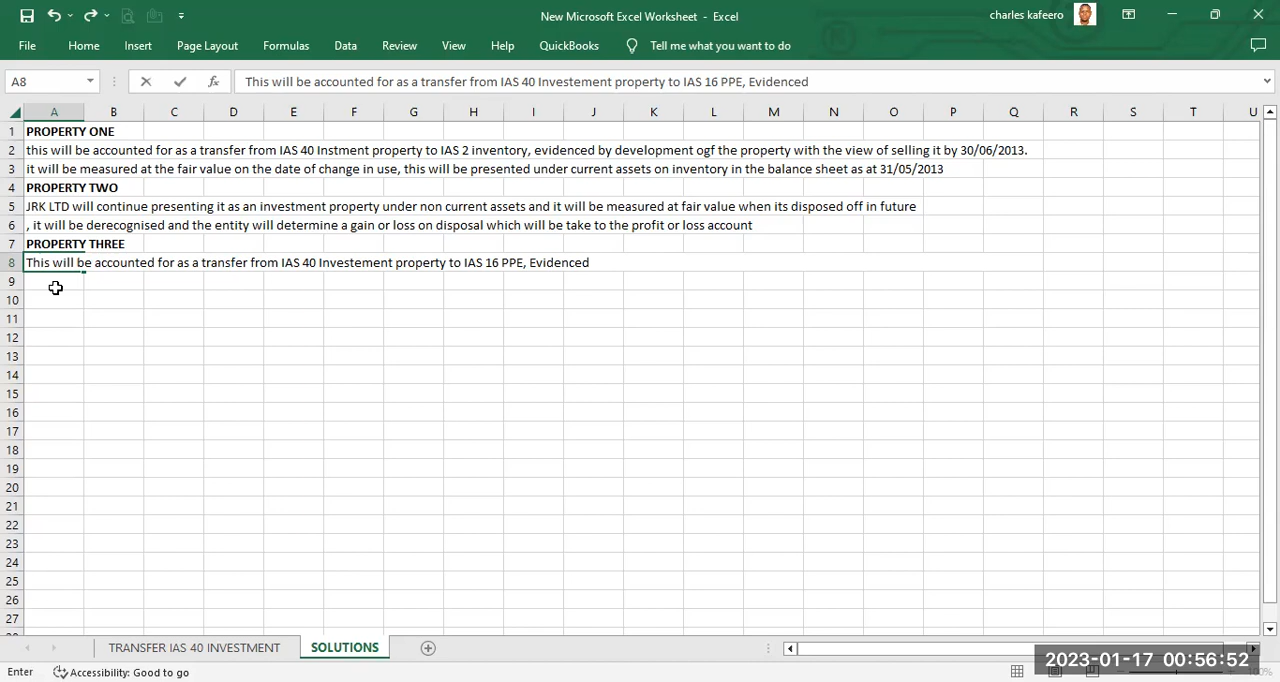 New Microsoft Excel Worksheet - Excel
charles kafeero
File Home Insert Page Layout Formulas Data Review View Help QuickBooks Tell me what you want to do
A8 fx This will be accounted for as a transfer from IAS 40 Investement property to IAS 16 PPE, Evidenced
A B C D E F G H I J K L M N O P Q R S T U
1 PROPERTY ONE
2 this will be accounted for as a transfer from IAS 40 Instment property to IAS 2 inventory, evidenced by development ogf the property with the view of selling it by 30/06/2013.
3 it will be measured at the fair value on the date of change in use, this will be presented under current assets on inventory in the balance sheet as at 31/05/2013
4 PROPERTY TWO
5 JRK LTD will continue presenting it as an investment property under non current assets and it will be measured at fair value when its disposed off in future
6 , it will be derecognised and the entity will determine a gain or loss on disposal which will be take to the profit or loss account
7 PROPERTY THREE
8 This will be accounted for as a transfer from IAS 40 Investement property to IAS 16 PPE, Evidenced
9
10
11
12
13
14
15
16
17
18
19
20
21
22
23
24
25
26
27
TRANSFER IAS 40 INVESTMENT SOLUTIONS
2023-01-17 00:56:52
Enter Accessibility: Good to go